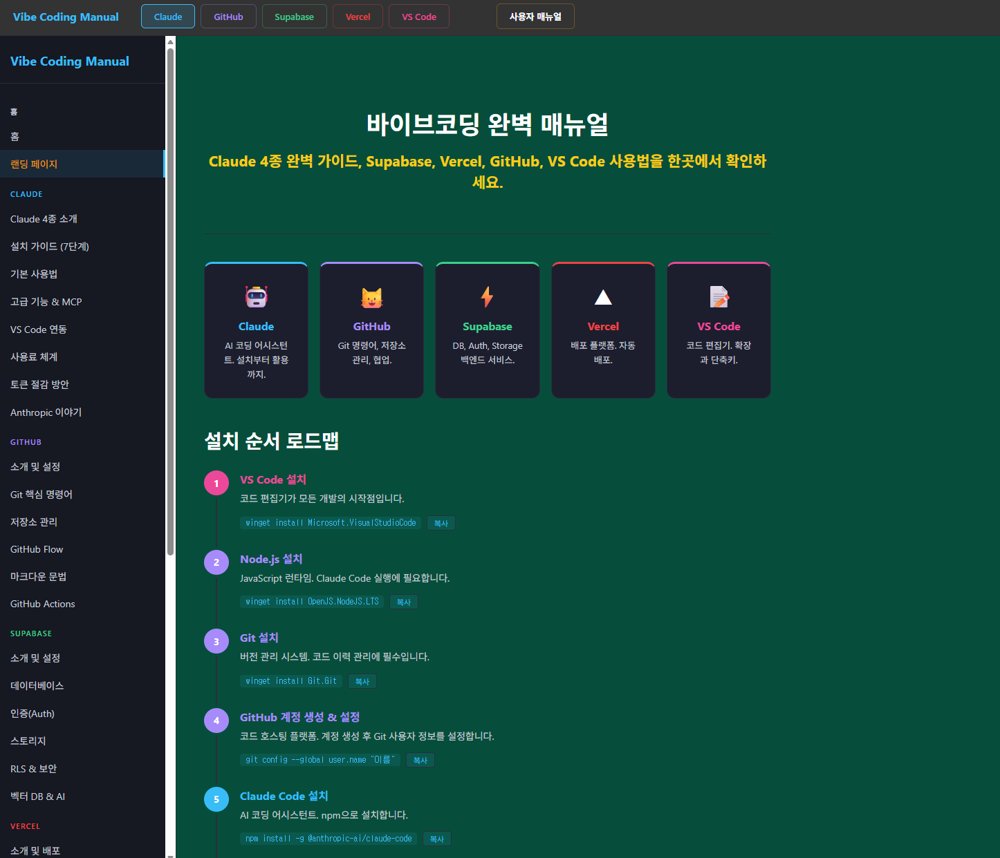 Vibe Coding Manual
Claude
GitHub
Supabase
Vercel
VS Code
사용자 매뉴얼
Vibe Coding Manual
홈
홈
랜딩 페이지
CLAUDE
Claude 4종 소개
설치 가이드 (7단계)
기본 사용법
고급 기능 & MCP
VS Code 연동
사용료 체계
토큰 절감 방안
Anthropic 이야기
GITHUB
소개 및 설정
Git 핵심 명령어
저장소 관리
GitHub Flow
마크다운 문법
GitHub Actions
SUPABASE
소개 및 설정
데이터베이스
인증(Auth)
스토리지
RLS & 보안
벡터 DB & AI
VERCEL
소개 및 배포
바이브코딩 완벽 매뉴얼
Claude 4종 완벽 가이드, Supabase, Vercel, GitHub, VS Code 사용법을 한곳에서 확인하
세요.
Claude
AI 코딩 어시스턴
트. 설치부터 활용
까지.
GitHub
Git 명령어, 저장소
관리, 협업.
Supabase
DB, Auth, Storage
백엔드 서비스.
Vercel
배포 플랫폼. 자동
배포.
VS Code
코드 편집기. 확장
과 단축키.
설치 순서 로드맵
1
VS Code 설치
코드 편집기가 모든 개발의 시작점입니다.
winget install Microsoft.VisualStudioCode
복사
2
Node.js 설치
JavaScript 런타임. Claude Code 실행에 필요합니다.
winget install OpenJS.NodeJS.LTS
복사
3
Git 설치
버전 관리 시스템. 코드 이력 관리에 필수입니다.
winget install Git.Git
복사
4
GitHub 계정 생성 & 설정
코드 호스팅 플랫폼. 계정 생성 후 Git 사용자 정보를 설정합니다.
git config --global user.name "이름"
복사
5
Claude Code 설치
AI 코딩 어시스턴트. npm으로 설치합니다.
npm install -g @anthropic-ai/claude-code
복사